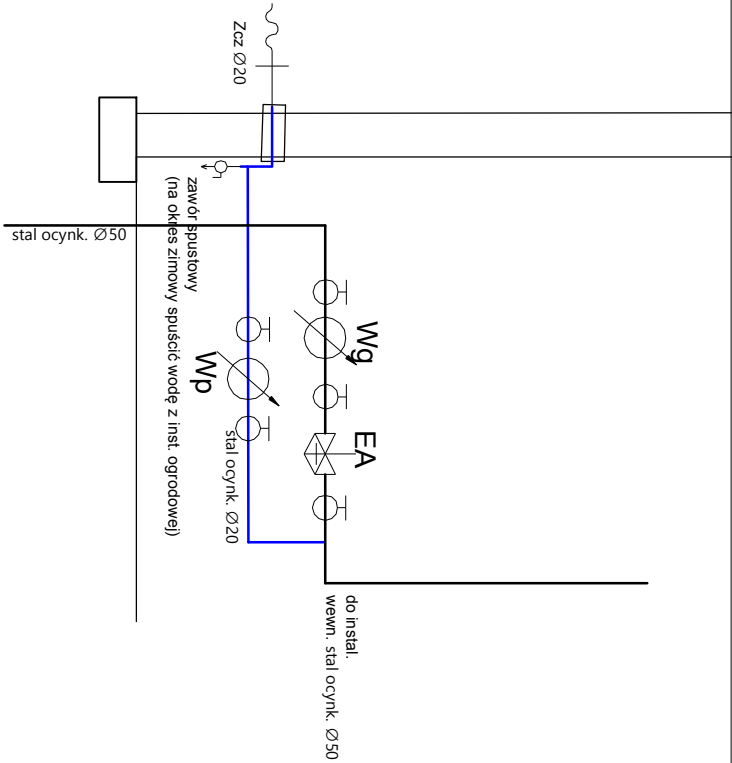 Zcz Ø20
zawór spustowy
(na okres zimowy spuścić wodę z inst. ogrodowej)
stal ocynk. Ø50
Wg
Wp
EA
stal ocynk. Ø20
do instal.
wewn. stal ocynk. Ø50